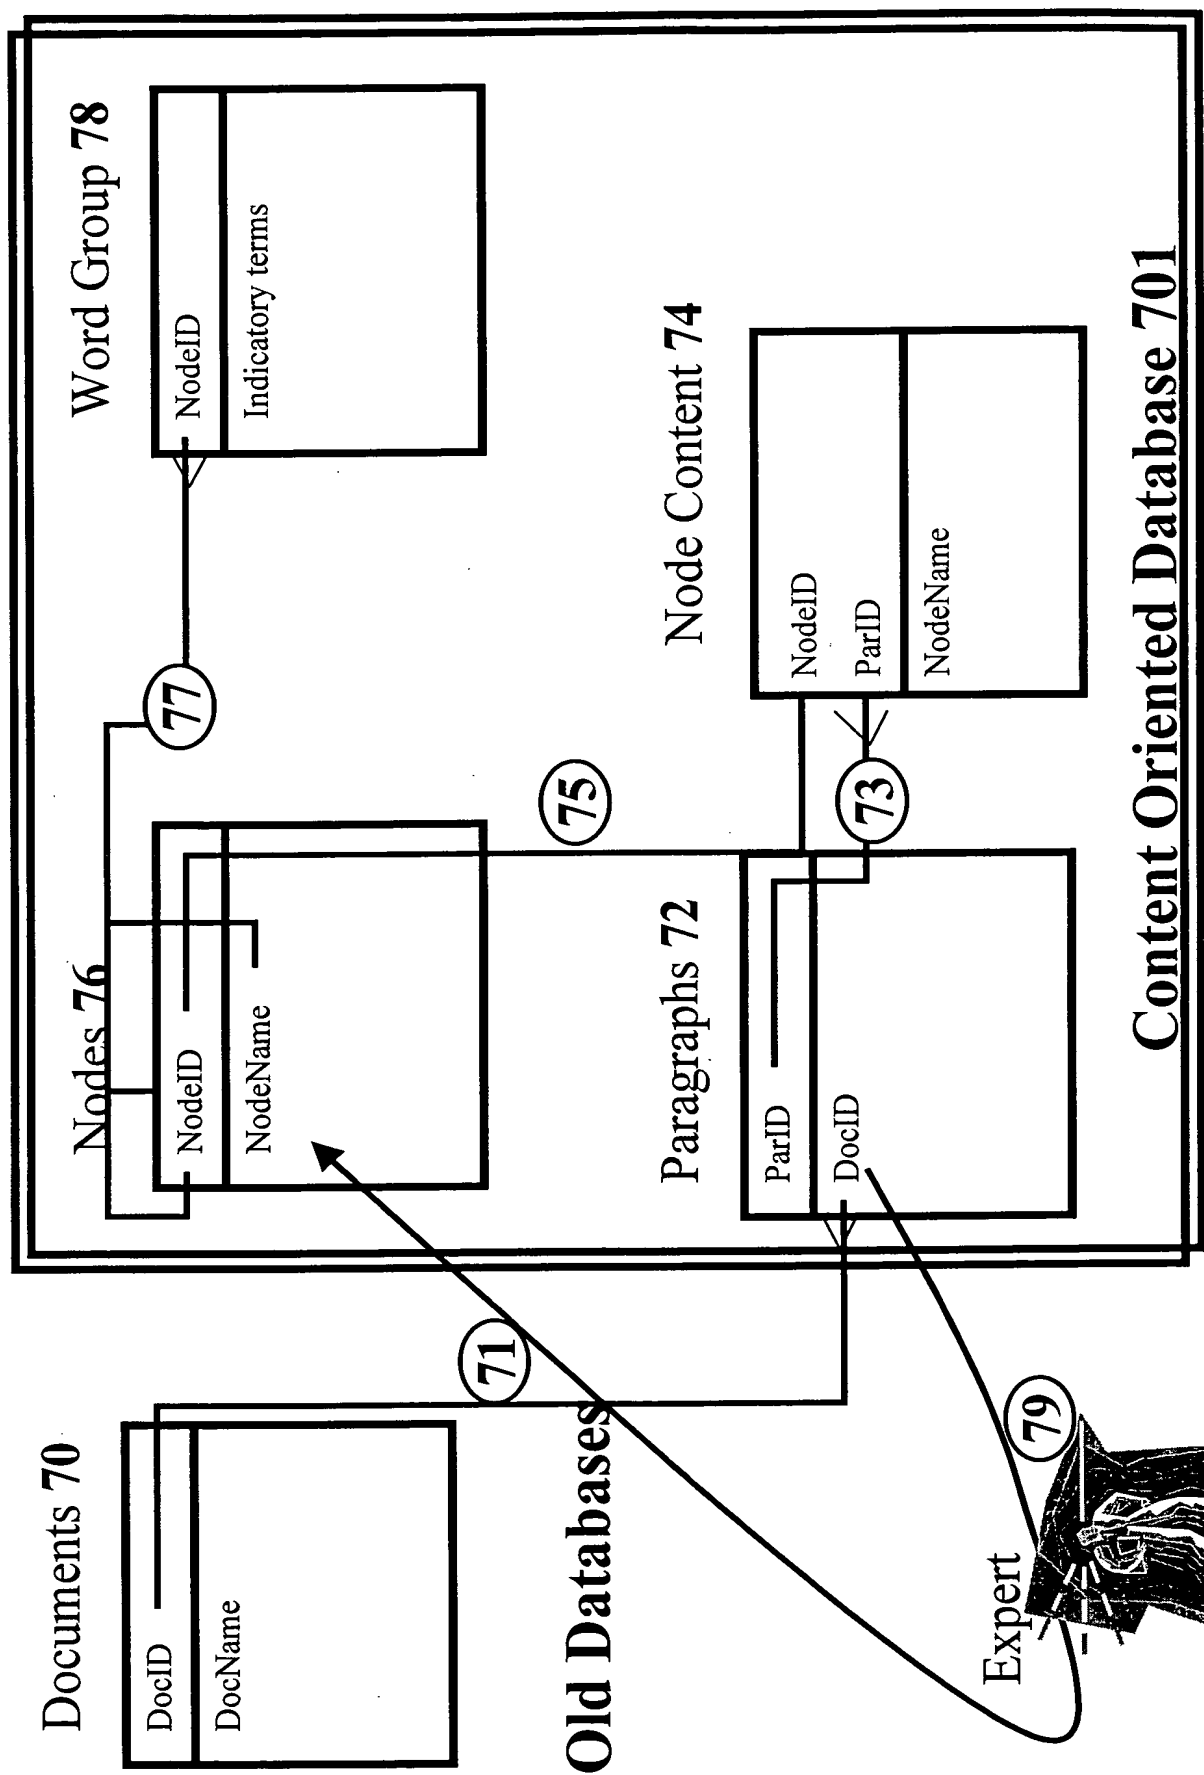 Documents 70
DocID
DocName
Old Databases
71
Expert
79
Nodes 76
NodeID
NodeName
77
Word Group 78
NodeID
Indicatory terms
75
Paragraphs 72
ParID
DocID
73
Node Content 74
NodeID
ParID
NodeName
Content Oriented Database 701